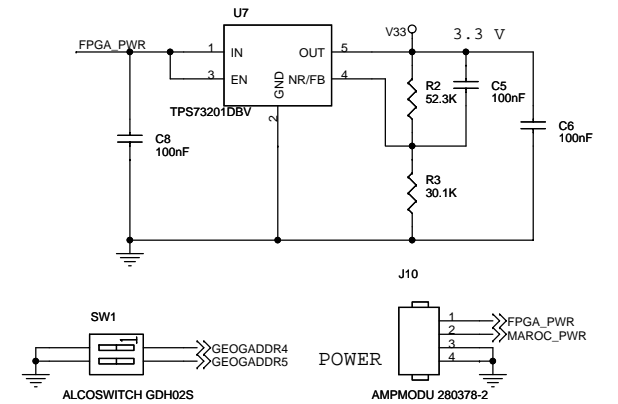 U7
FPGA_PWR
1 IN OUT 5
3 EN NR/FB 4
GND
2
TPS73201DBV
V33
3.3 V
R2
52.3K
C5
100nF
C6
100nF
C8
100nF
R3
30.1K
J10
SW1
1
GEOGADDR4
GEOGADDR5
ALCOSWITCH GDH02S
POWER
1 FPGA_PWR
2 MAROC_PWR
3
4
AMPMODU 280378-2